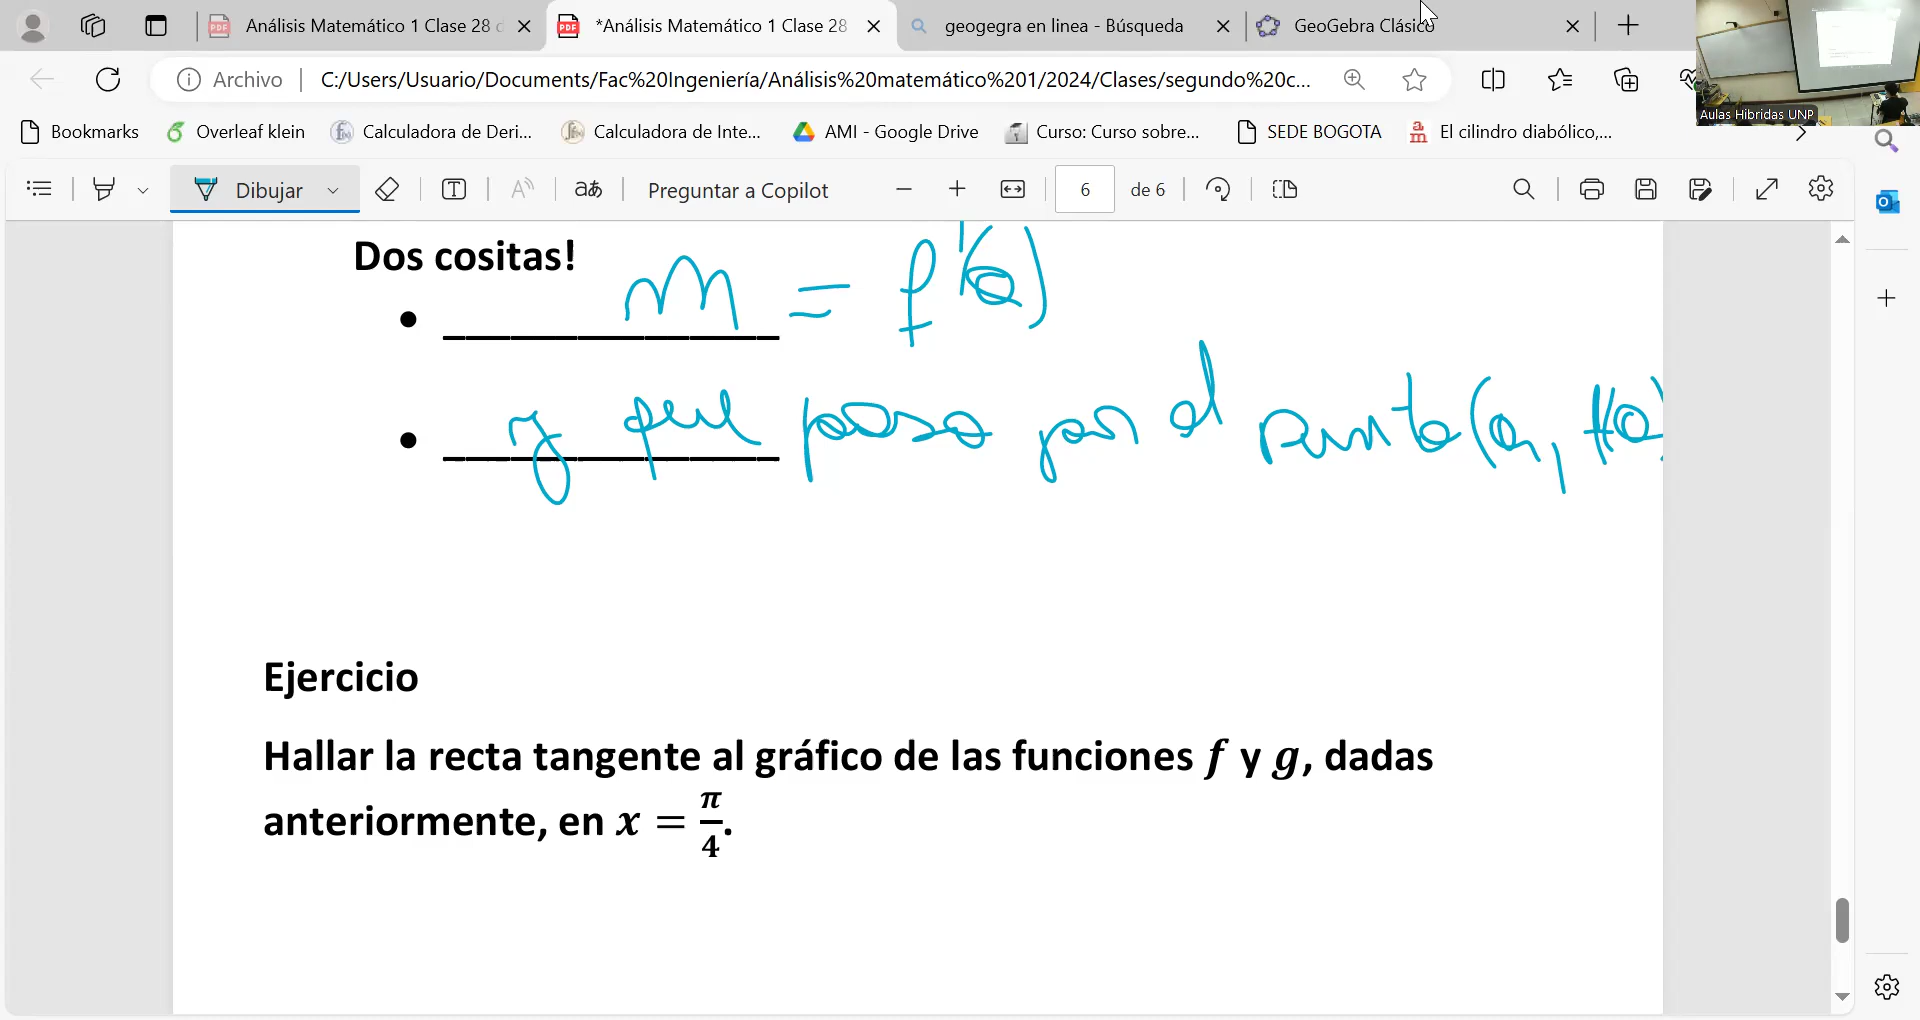 Análisis Matemático 1 Clase 28 d
*Análisis Matemático 1 Clase 28
geogegra en linea - Búsqueda
GeoGebra Clásico
Archivo
C:/Users/Usuario/Documents/Fac%20Ingeniería/Análisis%20matemático%201/2024/Clases/segundo%20c...
Aulas Hibridas UNP
Bookmarks
Overleaf klein
Calculadora de Deri...
Calculadora de Inte...
AMI - Google Drive
Curso: Curso sobre...
SEDE BOGOTA
El cilindro diabólico,...
Dibujar
Preguntar a Copilot
6
de 6
Dos cositas!
m = f'(a)
y que pasa por el punto (a, f(a)
Ejercicio
Hallar la recta tangente al gráfico de las funciones f y g, dadas
anteriormente, en x = π/4.